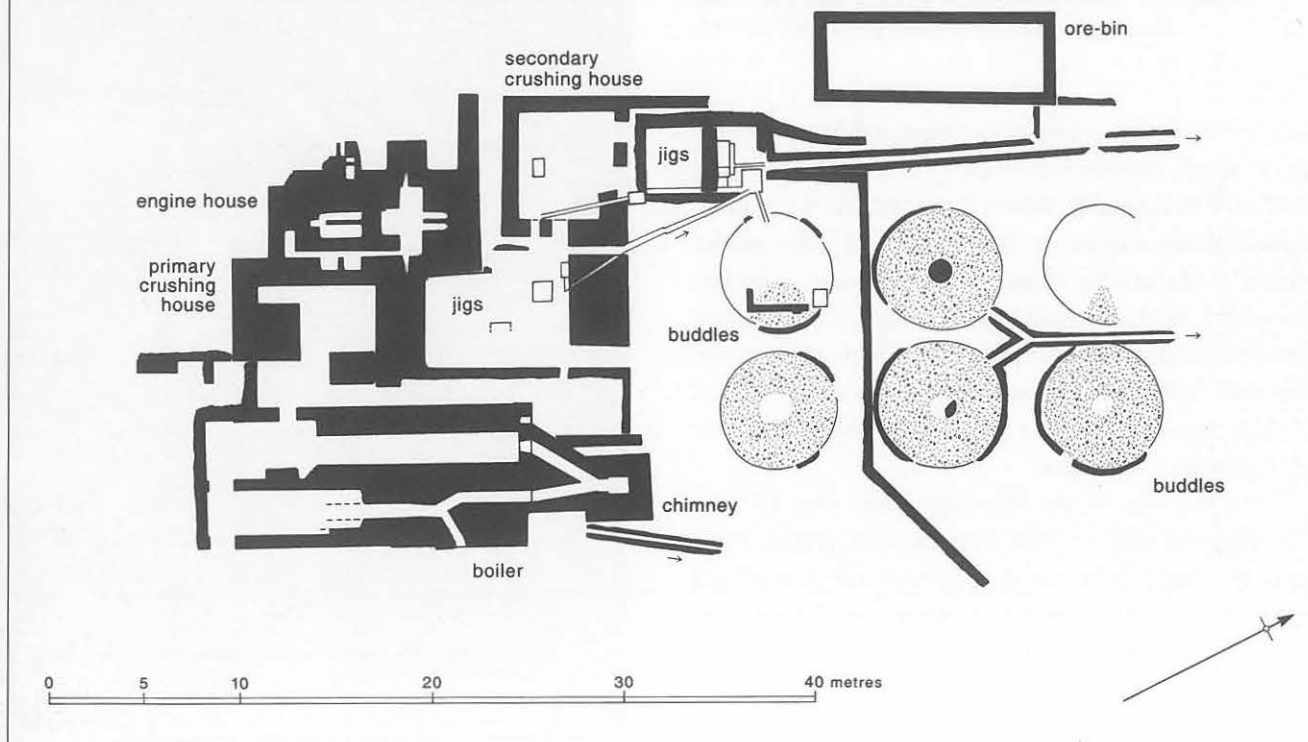 ore-bin
secondary
crushing house
jigs
engine house
primary
crushing
house
jigs
buddles
buddles
chimney
boiler
0 5 10 20 30 40 metres